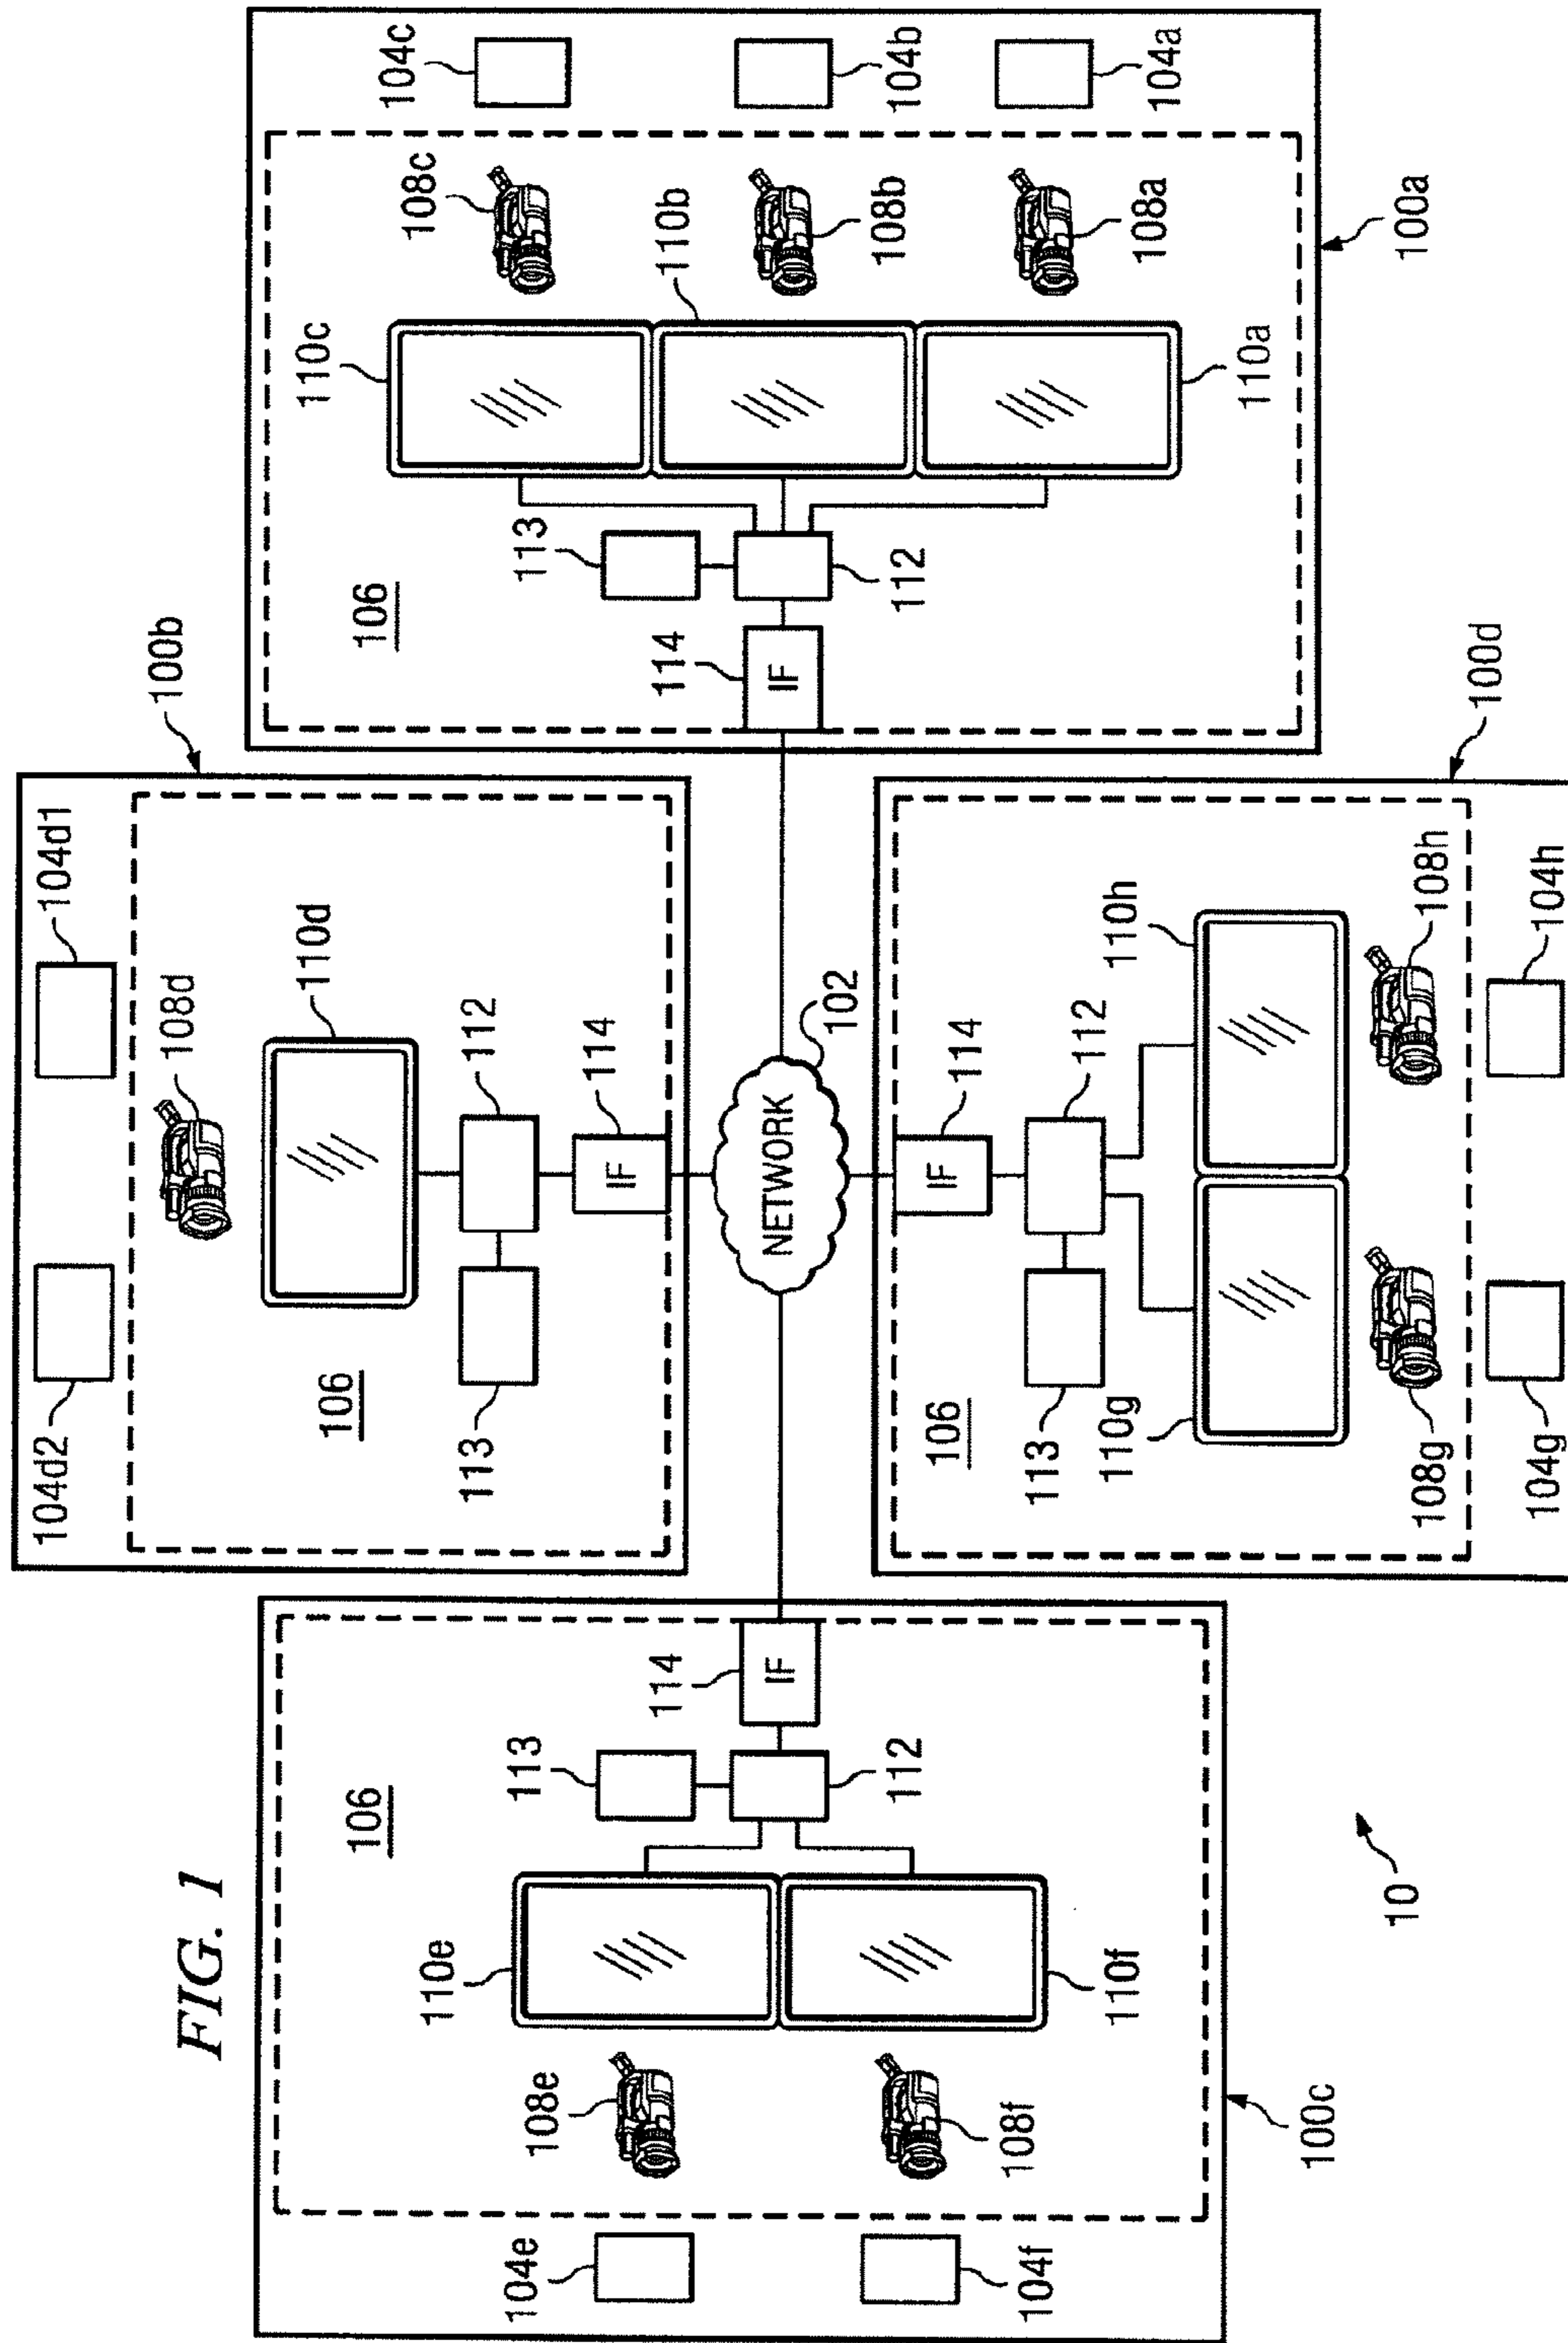 FIG. 1
10
100c
106
104e
104f
108e
108f
110e
110f
113
112
114
IF
100b
104d2
104d1
108d
110d
106
113
112
114
IF
NETWORK
102
100d
106
114
IF
112
113
110g
110h
108g
108h
104g
104h
100a
106
114
IF
113
112
110c
110b
110a
108c
108b
108a
104c
104b
104a